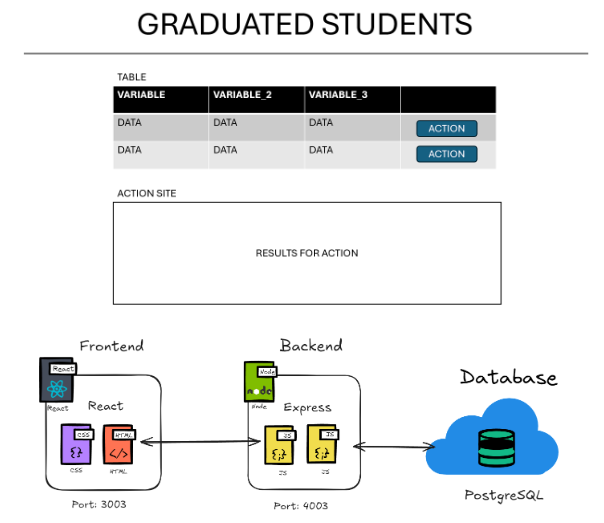 GRADUATED STUDENTS
TABLE
VARIABLE VARIABLE_2 VARIABLE_3
DATA DATA DATA ACTION
DATA DATA DATA ACTION
ACTION SITE
RESULTS FOR ACTION
Frontend Backend
Database
React Node
React node
React Node
React Express
CSS HTML JS JS
{} </> {;} {;}
CSS HTML JS JS
PostgreSQL
Port: 3003 Port: 4003